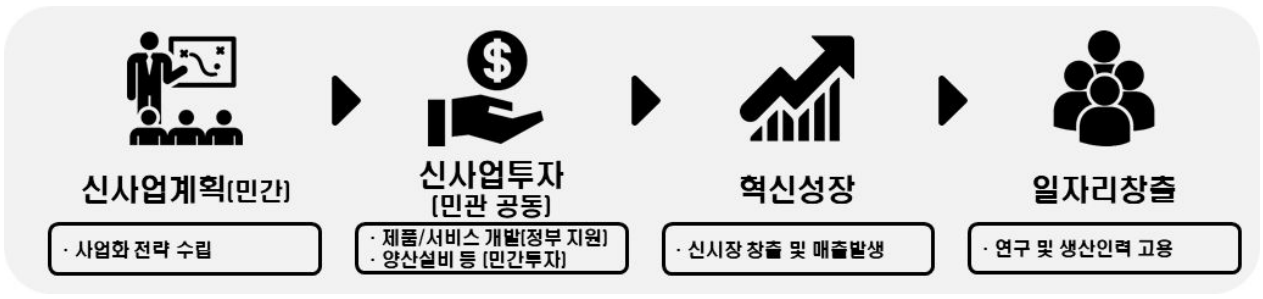 신사업계획(민간)
· 사업화 전략 수립
$
신사업투자
(민관 공동)
· 제품/서비스 개발(정부 지원)
· 양산설비 등 (민간투자)
혁신성장
· 신시장 창출 및 매출발생
일자리창출
· 연구 및 생산인력 고용